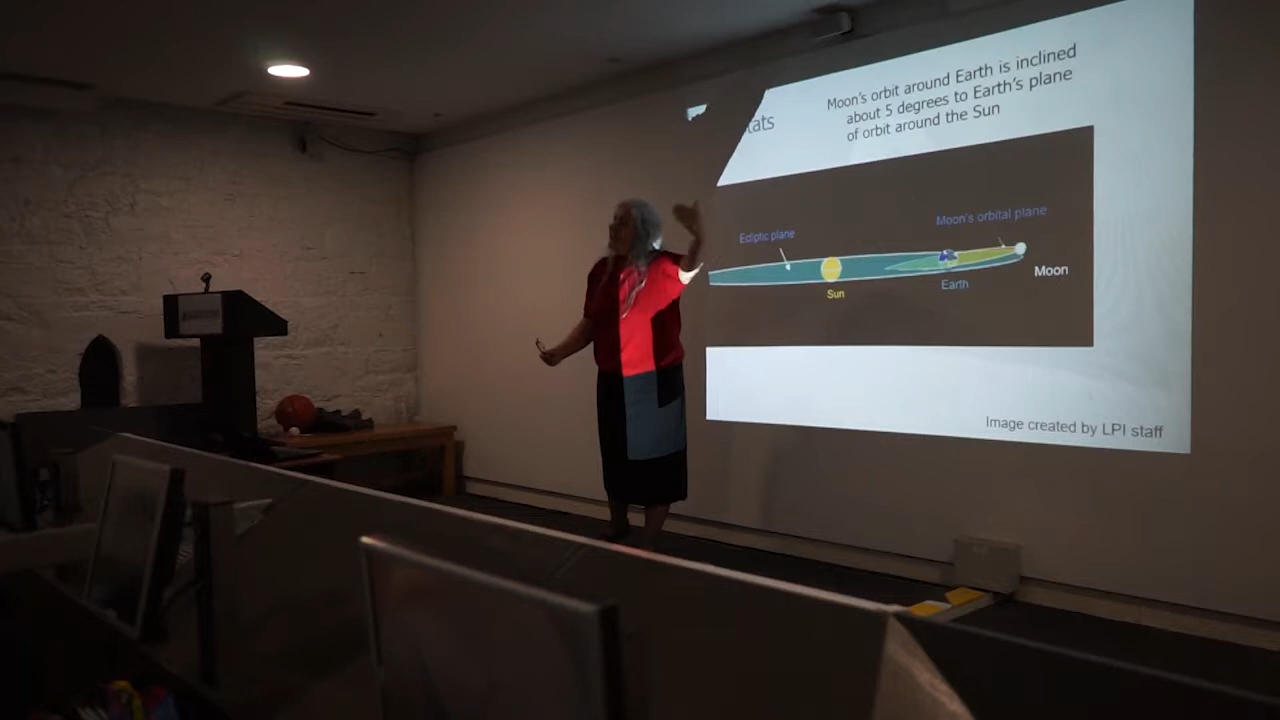 tats
Moon's orbit around Earth is inclined
about 5 degrees to Earth's plane
of orbit around the Sun
Ecliptic plane
Moon's orbital plane
Moon
Sun
Earth
Image created by LPI staff